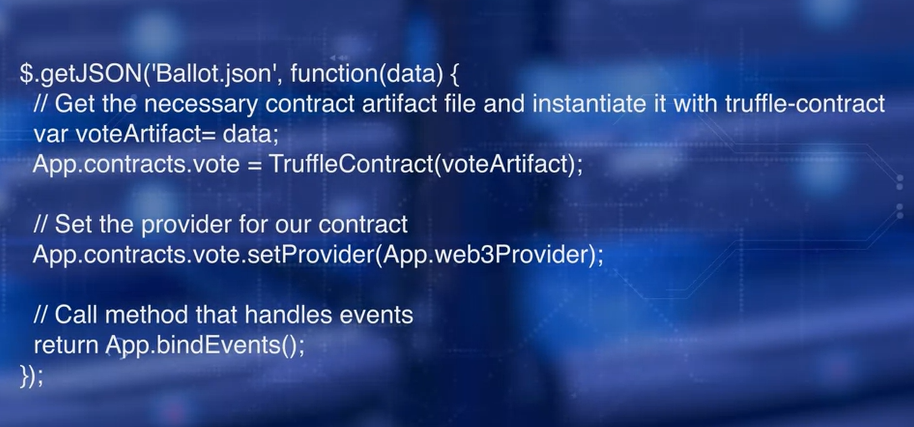 $.getJSON('Ballot.json', function(data) {
// Get the necessary contract artifact file and instantiate it with truffle-contract
var voteArtifact= data;
App.contracts.vote = TruffleContract(voteArtifact);
// Set the provider for our contract
App.contracts.vote.setProvider(App.web3Provider);
// Call method that handles events
return App.bindEvents();
});